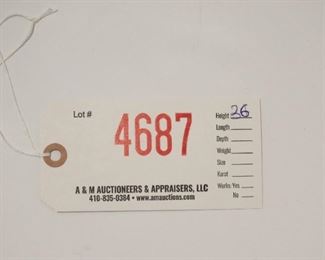 Lot #
4687
Height 26
Length
Depth
Weight
Size
Karat
Works: Yes
No
A & M AUCTIONEERS & APPRAISERS, LLC
410-835-0384 • www.amauctions.com